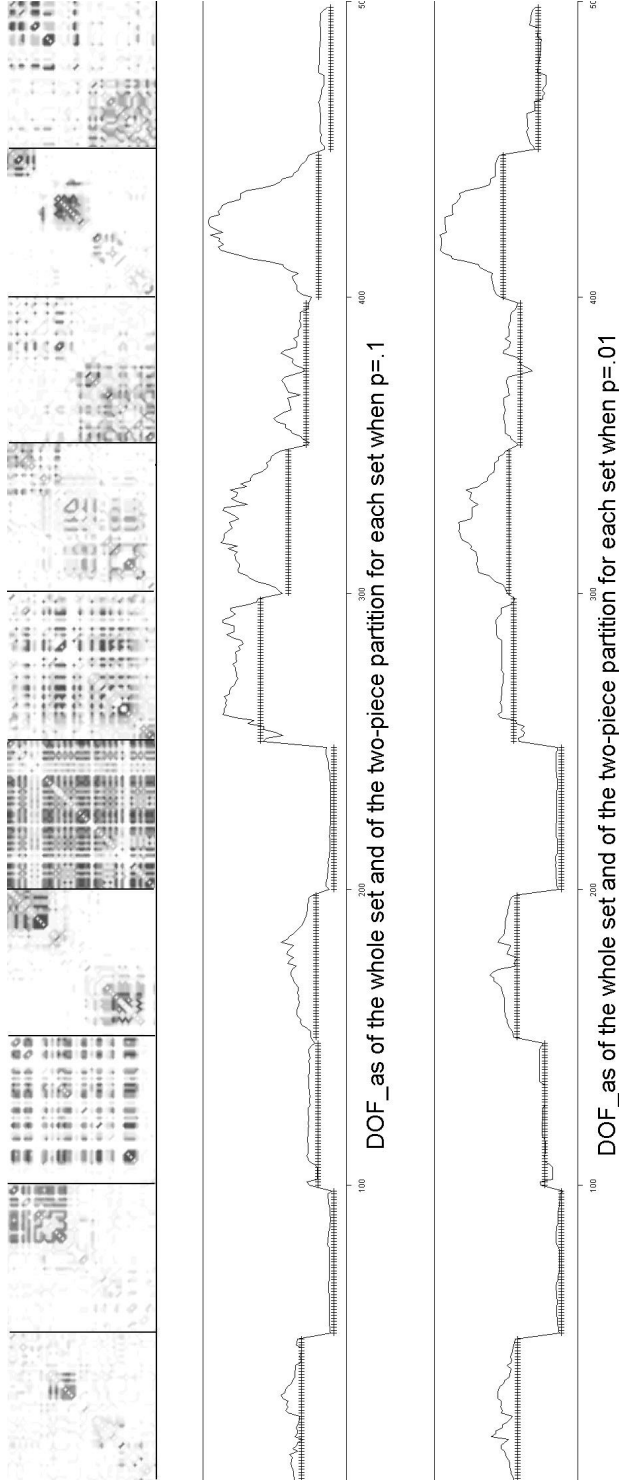 100 200 300 400
DOF_as of the whole set and of the two-piece partition for each set when p=.1
100 200 300 400
DOF_as of the whole set and of the two-piece partition for each set when p=.01